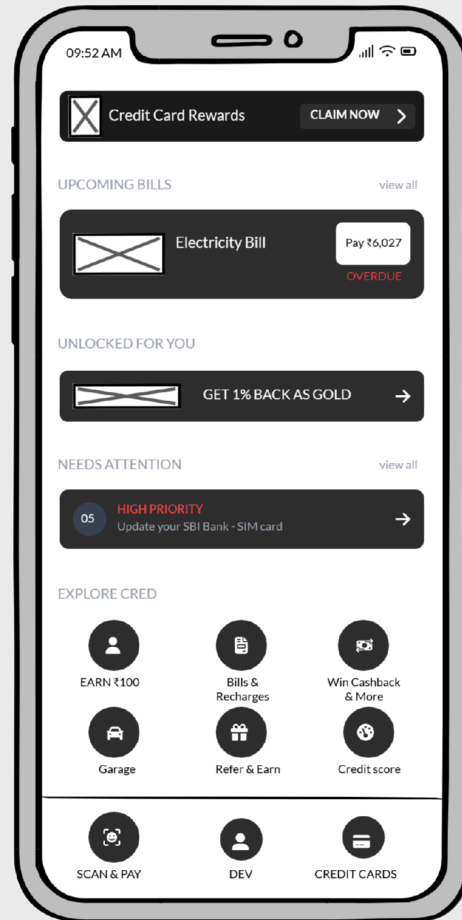 09:52 AM
Credit Card Rewards
CLAIM NOW
UPCOMING BILLS
view all
Electricity Bill
Pay ₹6,027
OVERDUE
UNLOCKED FOR YOU
GET 1% BACK AS GOLD
NEEDS ATTENTION
view all
05
HIGH PRIORITY
Update your SBI Bank - SIM card
EXPLORE CRED
EARN ₹100
Bills &
Recharges
Win Cashback
& More
Garage
Refer & Earn
Credit score
SCAN & PAY
DEV
CREDIT CARDS